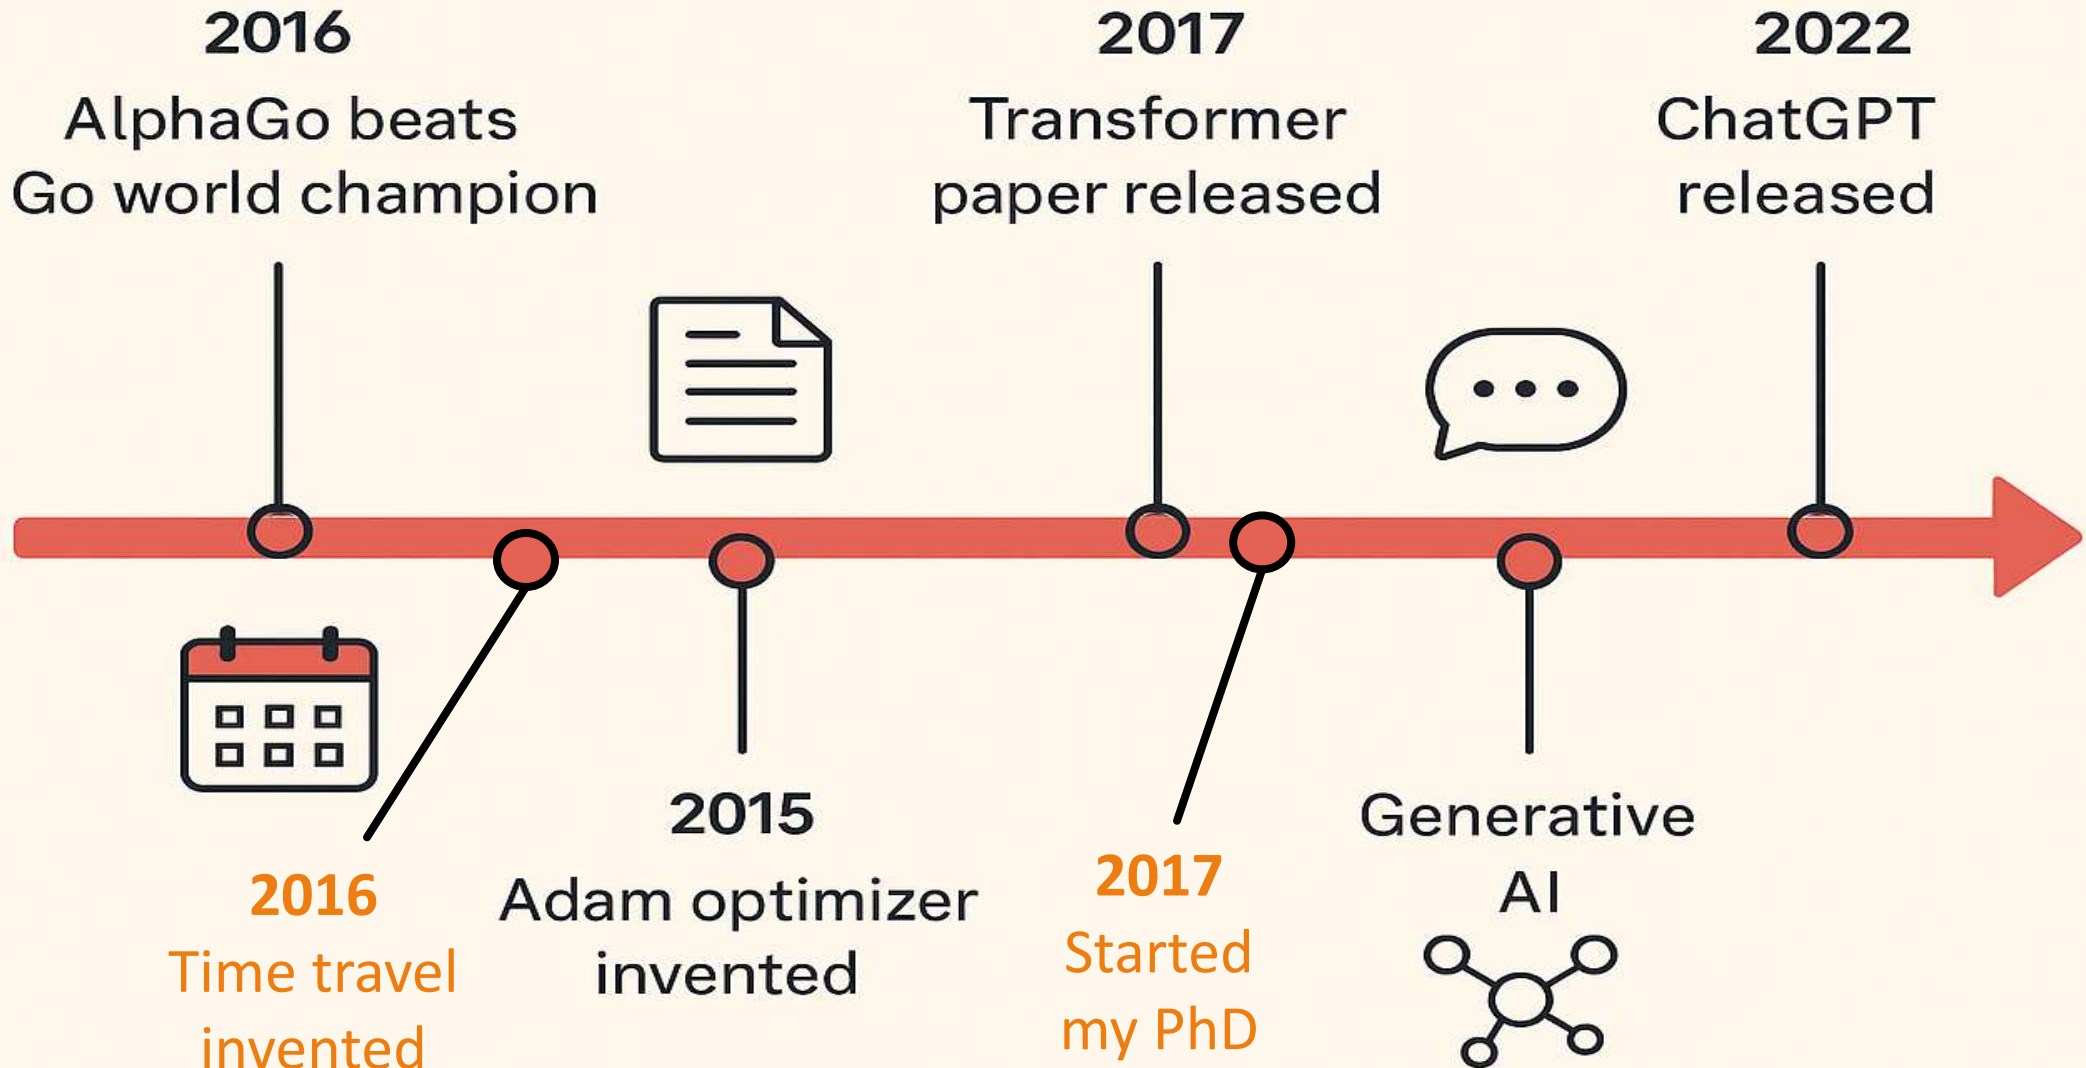 2016
AlphaGo beats
Go world champion
2017
Transformer
paper released
2022
ChatGPT
released
2016
Time travel
invented
2015
Adam optimizer
invented
2017
Started
my PhD
Generative
AI